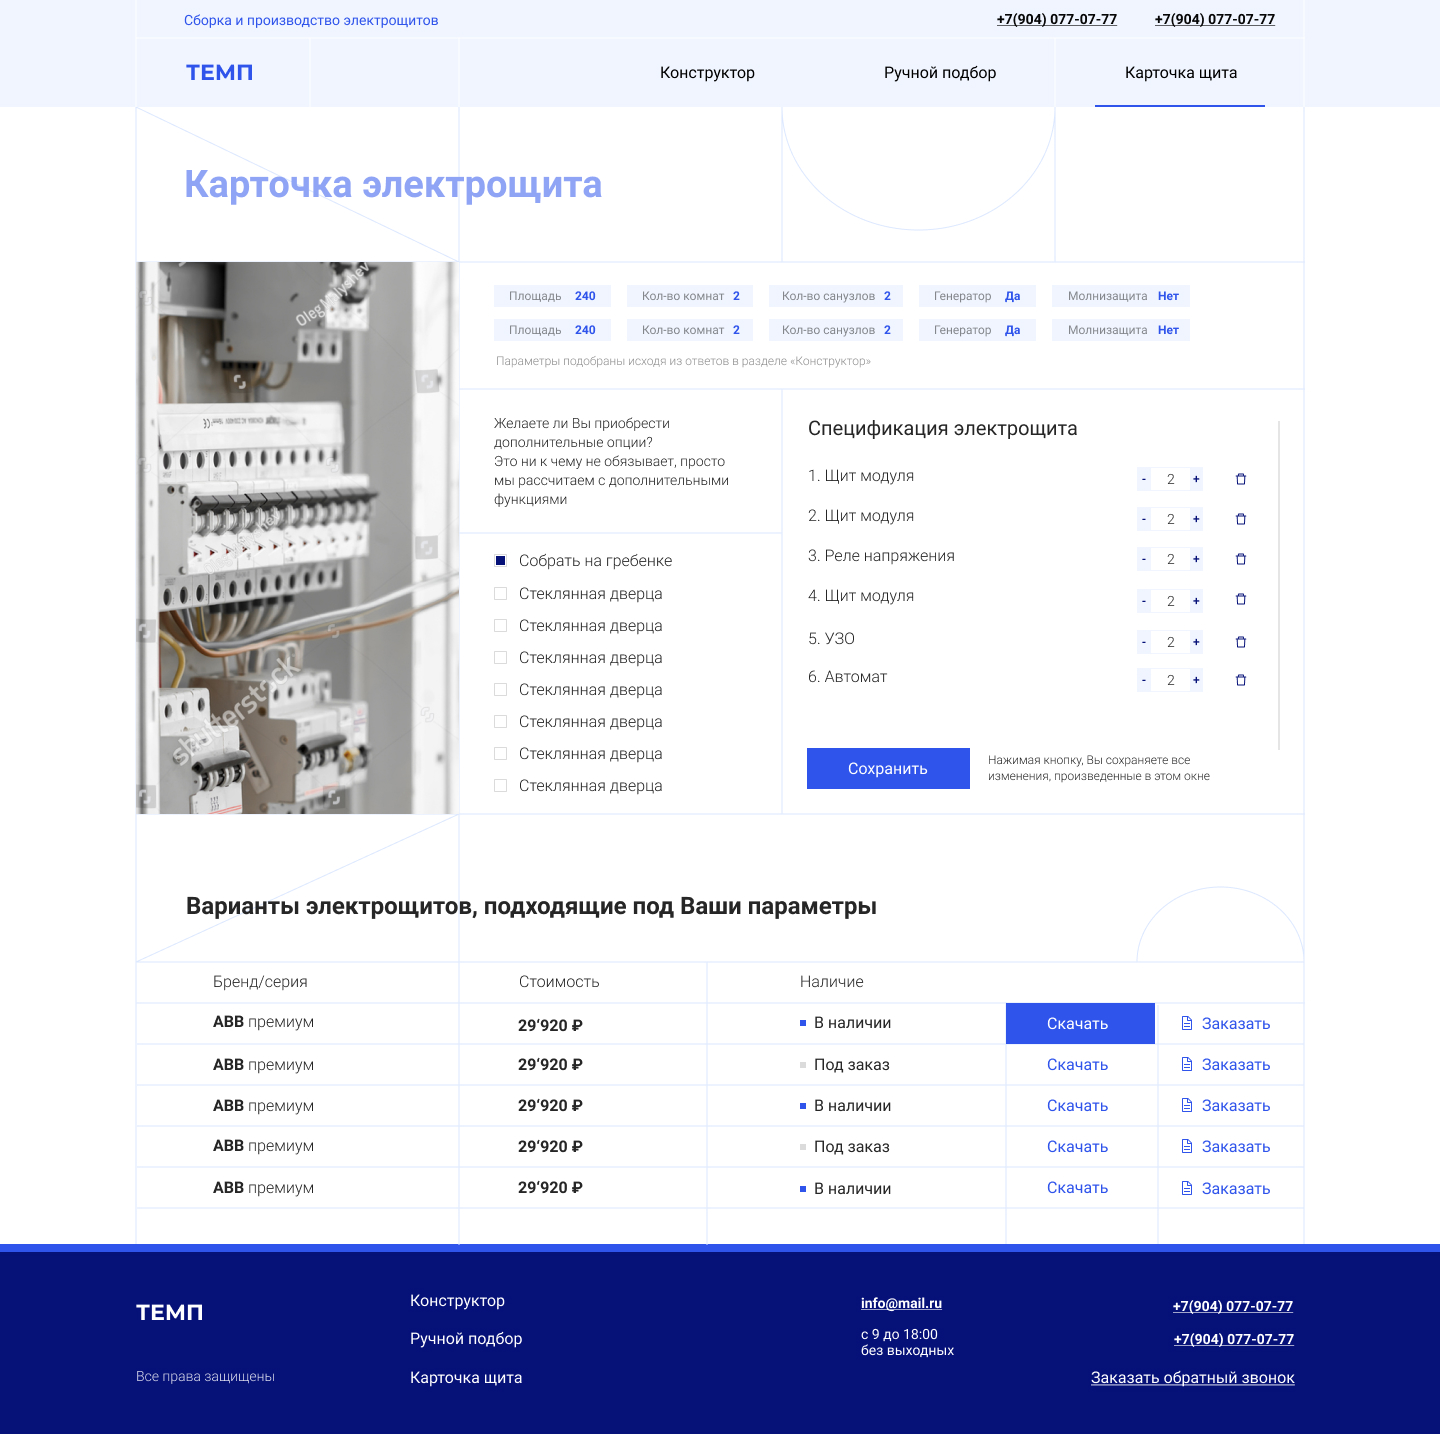 Сборка и производство электрощитов
+7(904) 077-07-77
+7(904) 077-07-77
ТЕМП
Конструктор
Ручной подбор
Карточка щита
Карточка электрощита
Oleg Malyshev
shutterstock
Площадь 240
Кол-во комнат 2
Кол-во санузлов 2
Генератор Да
Молнизащита Нет
Площадь 240
Кол-во комнат 2
Кол-во санузлов 2
Генератор Да
Молнизащита Нет
Параметры подобраны исходя из ответов в разделе «Конструктор»
Желаете ли Вы приобрести
дополнительные опции?
Это ни к чему не обязывает, просто
мы рассчитаем с дополнительными
функциями
Собрать на гребенке
Стеклянная дверца
Стеклянная дверца
Стеклянная дверца
Стеклянная дверца
Стеклянная дверца
Стеклянная дверца
Стеклянная дверца
Спецификация электрощита
1. Щит модуля - 2 +
2. Щит модуля - 2 +
3. Реле напряжения - 2 +
4. Щит модуля - 2 +
5. УЗО - 2 +
6. Автомат - 2 +
Сохранить
Нажимая кнопку, Вы сохраняете все
изменения, произведенные в этом окне
Варианты электрощитов, подходящие под Ваши параметры
Бренд/серия Стоимость Наличие
ABB премиум 29‘920 ₽ В наличии Скачать Заказать
ABB премиум 29‘920 ₽ Под заказ Скачать Заказать
ABB премиум 29‘920 ₽ В наличии Скачать Заказать
ABB премиум 29‘920 ₽ Под заказ Скачать Заказать
ABB премиум 29‘920 ₽ В наличии Скачать Заказать
ТЕМП
Все права защищены
Конструктор
Ручной подбор
Карточка щита
info@mail.ru
с 9 до 18:00
без выходных
+7(904) 077-07-77
+7(904) 077-07-77
Заказать обратный звонок